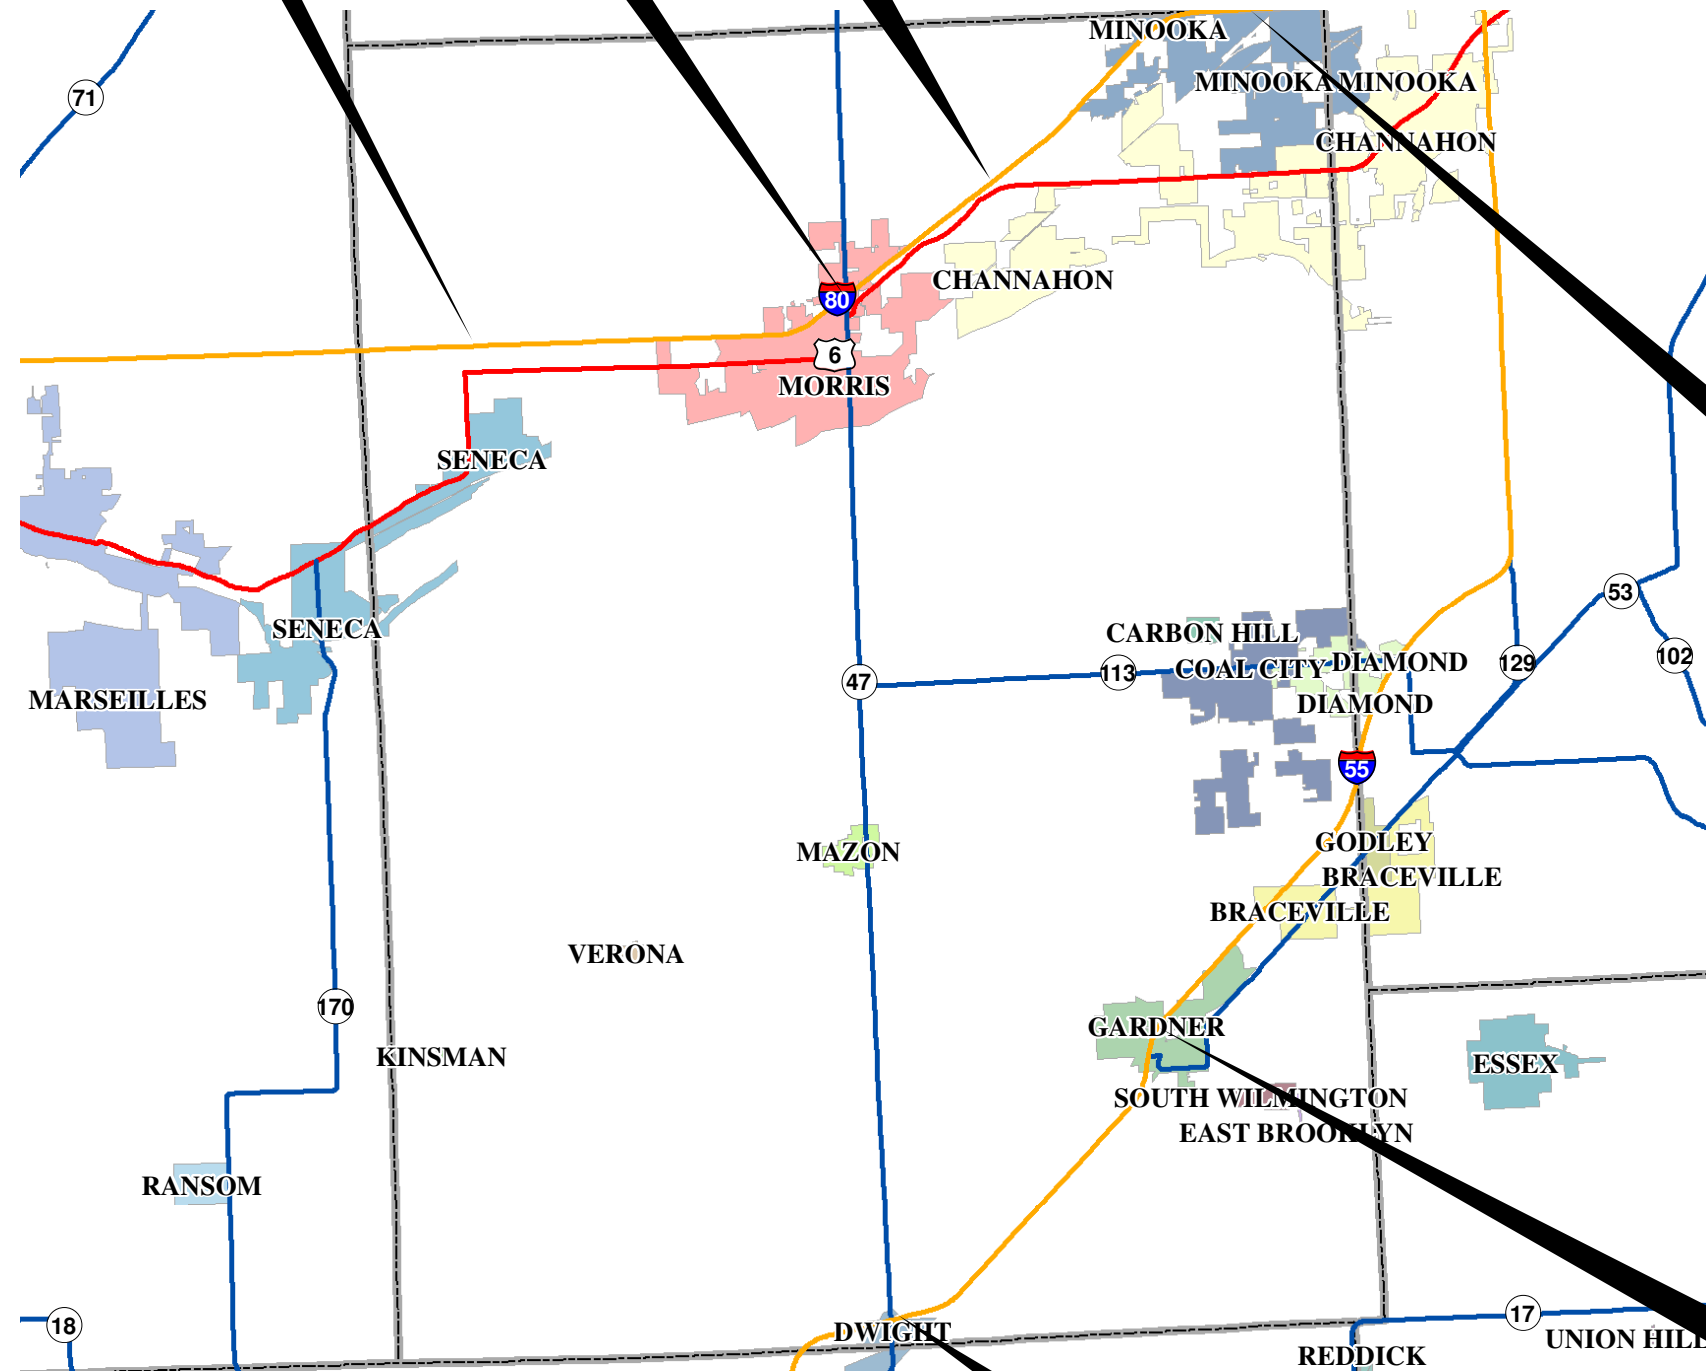 MINOOKA
71
MINOOKA MINOOKA
CHANNAHON
CHANNAHON
80
6
MORRIS
SENECA
53
SENECA
CARBON HILL
102
129
DIAMOND
COAL CITY
113
47
MARSEILLES
DIAMOND
55
GODLEY
MAZON
BRACEVILLE
BRACEVILLE
VERONA
170
GARDNER
KINSMAN
ESSEX
SOUTH WILMINGTON
EAST BROOKLYN
RANSOM
17
18
DWIGHT
UNION HILL
REDDICK